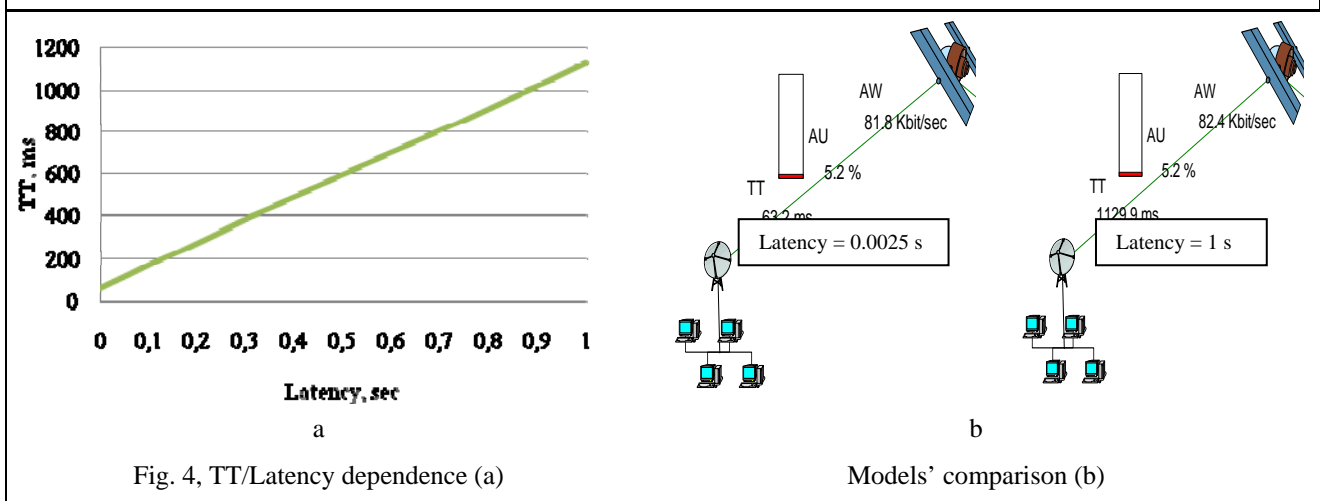 1200
1000
800
600
400
200
0
TT, ms
0 0,1 0,2 0,3 0,4 0,5 0,6 0,7 0,8 0,9 1
Latency, sec
a
AW
81.8 Kbit/sec
AU
5.2 %
TT
63.2 ms
Latency = 0.0025 s
AW
82.4 Kbit/sec
AU
5.2 %
TT
1129.9 ms
Latency = 1 s
b
Fig. 4, TT/Latency dependence (a)
Models’ comparison (b)